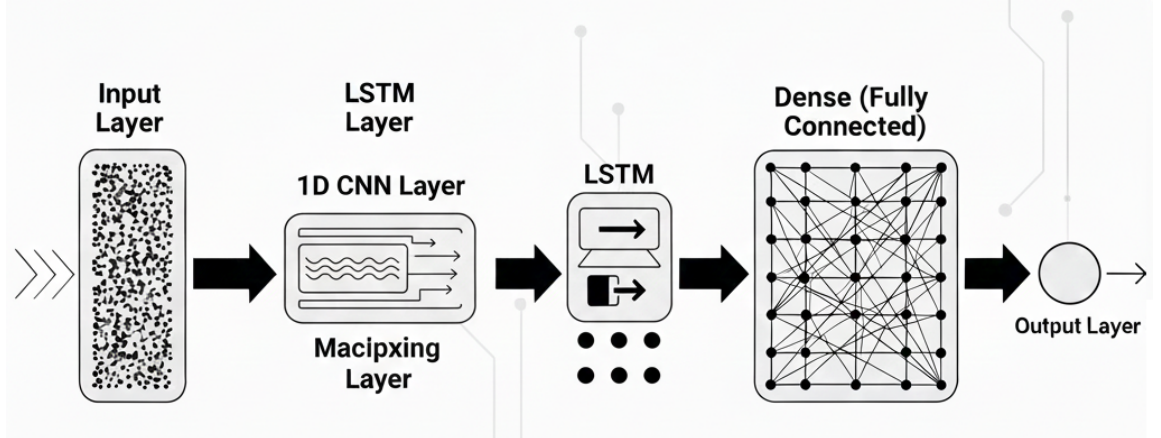 Input
Layer
LSTM
Layer
1D CNN Layer
Macipxing
Layer
LSTM
Dense (Fully
Connected)
Output Layer